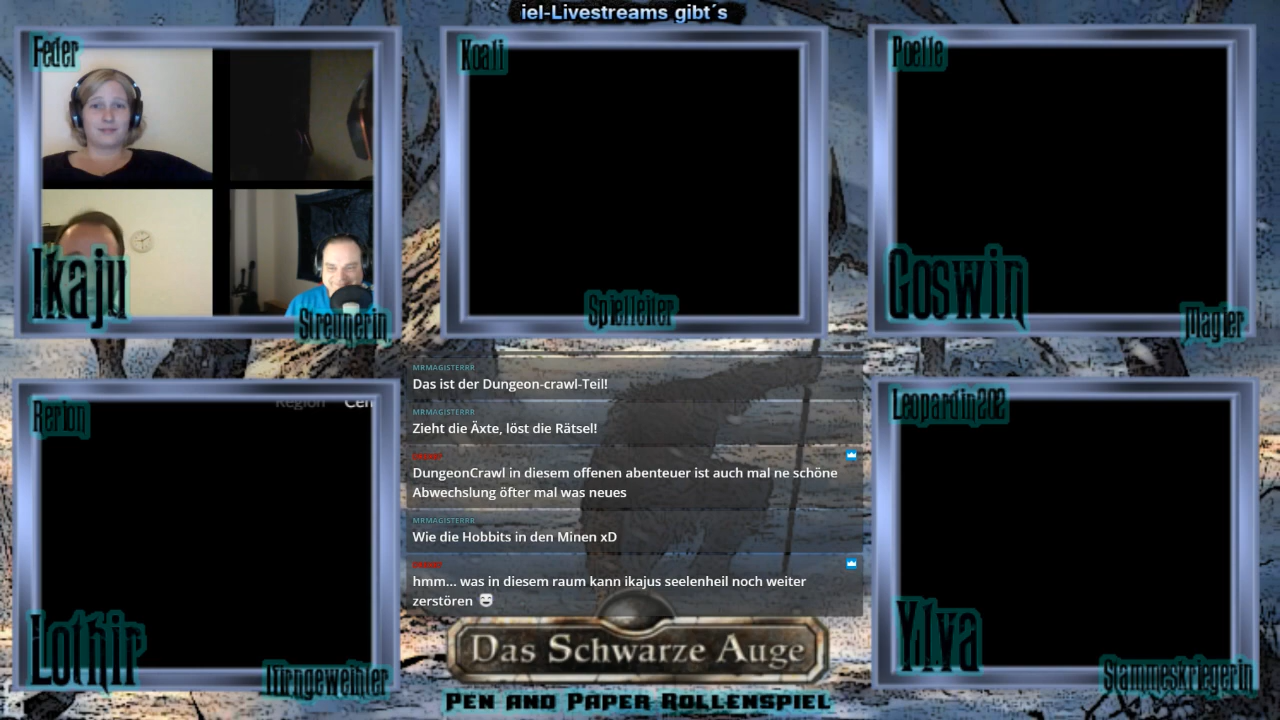 iel-Livestreams gibt´s
Feder
Koali
Poelle
Ikaju
Streunerin
Spielleiter
Goswin
Magier
MRMAGISTERRR
Das ist der Dungeon-crawl-Teil!
MRMAGISTERRR
Zieht die Äxte, löst die Rätsel!
DungeonCrawl in diesem offenen abenteuer ist auch mal ne schöne
Abwechslung öfter mal was neues
MRMAGISTERRR
Wie die Hobbits in den Minen xD
hmm... was in diesem raum kann ikajus seelenheil noch weiter
zerstören
Rerion
Region Cen
Leopardin202
Lothir
Firngeweihter
Ylva
Stammeskriegerin
Das Schwarze Auge
Pen and Paper Rollenspiel